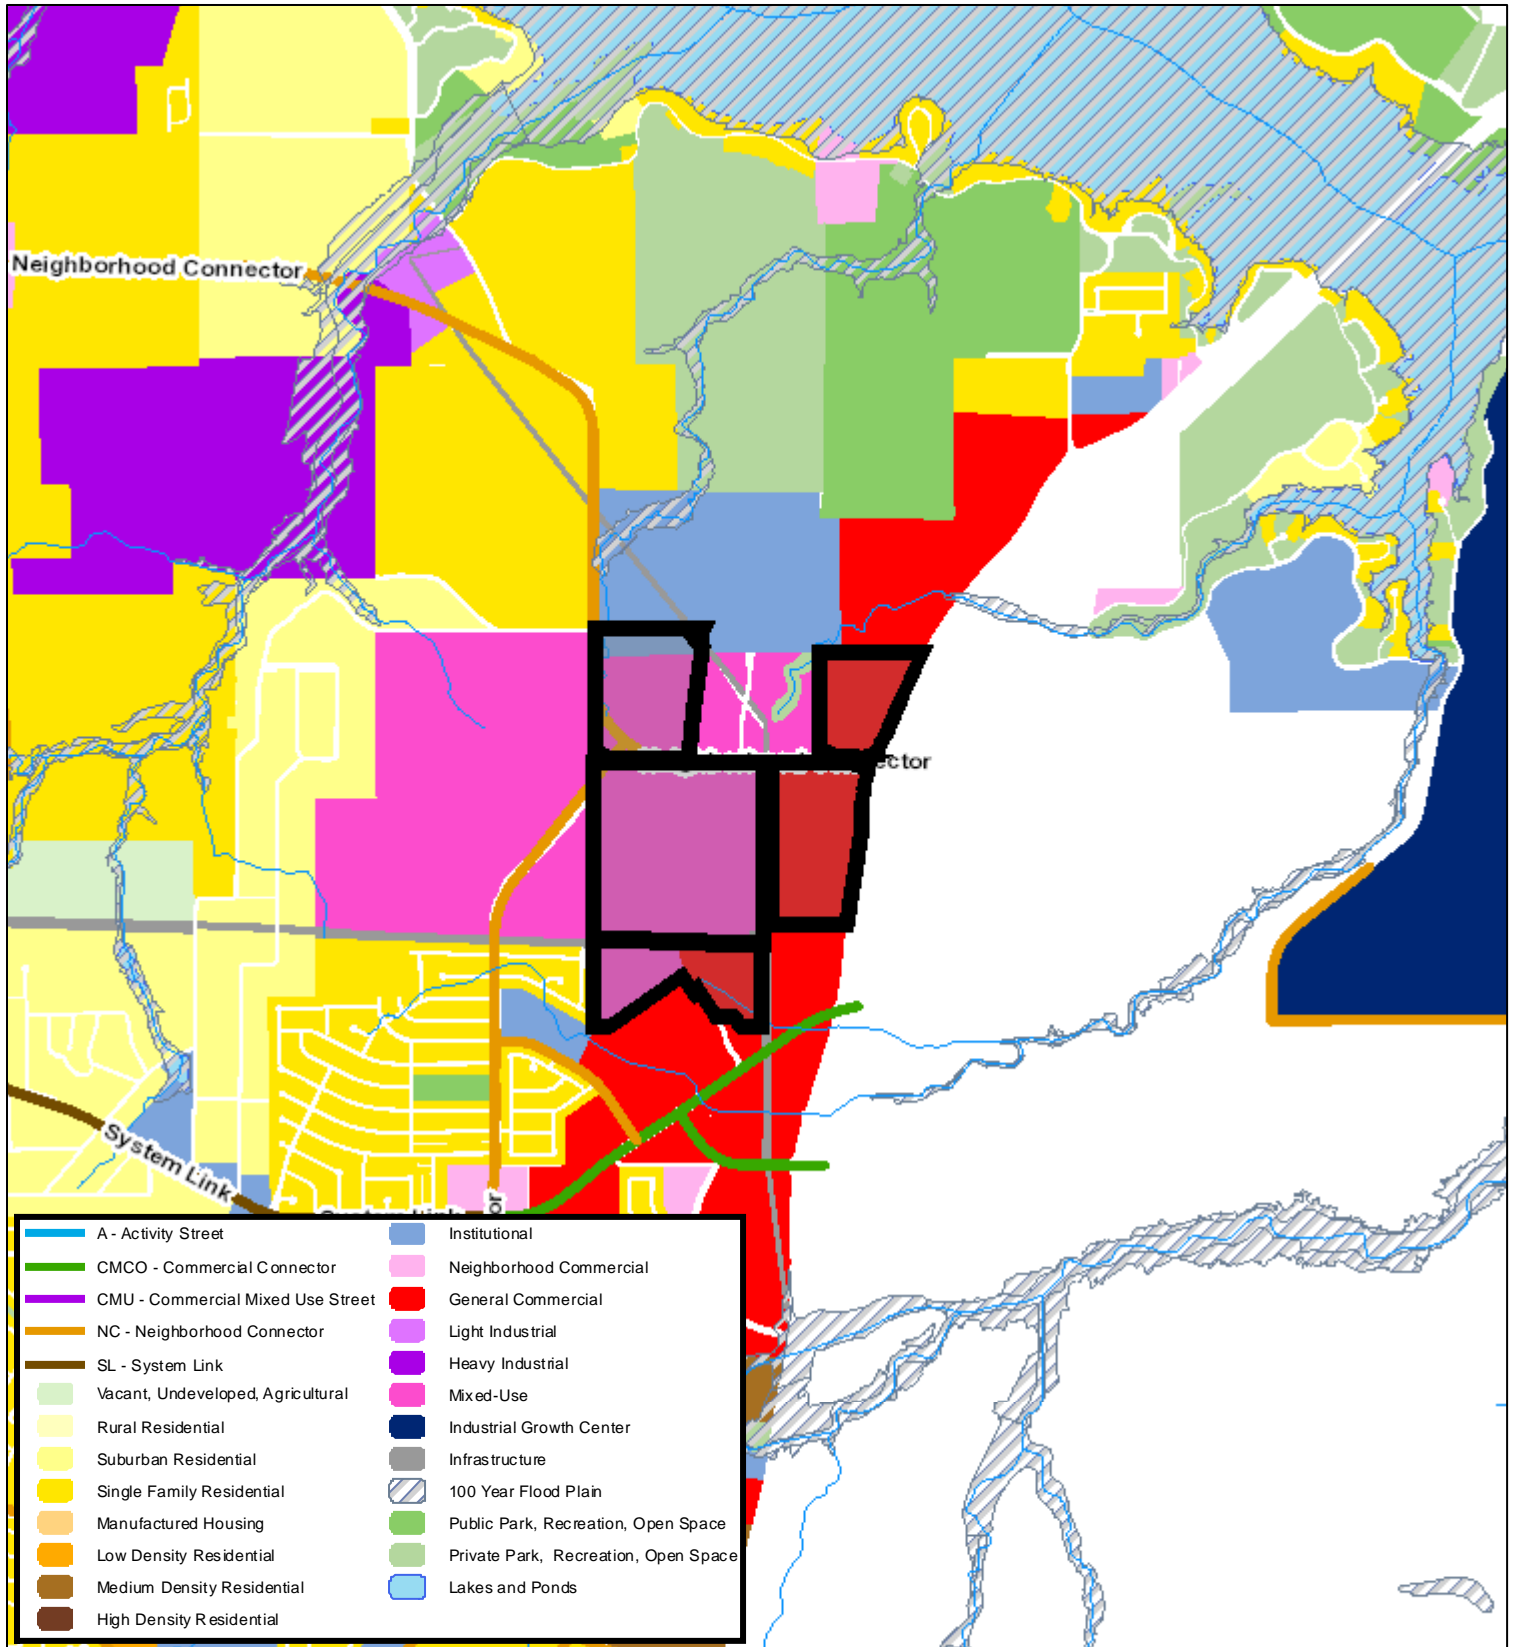 Neighborhood Connector
ector
System Link
System Link
or
A - Activity Street
CMCO - Commercial Connector
CMU - Commercial Mixed Use Street
NC - Neighborhood Connector
SL - System Link
Vacant, Undeveloped, Agricultural
Rural Residential
Suburban Residential
Single Family Residential
Manufactured Housing
Low Density Residential
Medium Density Residential
High Density Residential
Institutional
Neighborhood Commercial
General Commercial
Light Industrial
Heavy Industrial
Mixed-Use
Industrial Growth Center
Infrastructure
100 Year Flood Plain
Public Park, Recreation, Open Space
Private Park, Recreation, Open Space
Lakes and Ponds